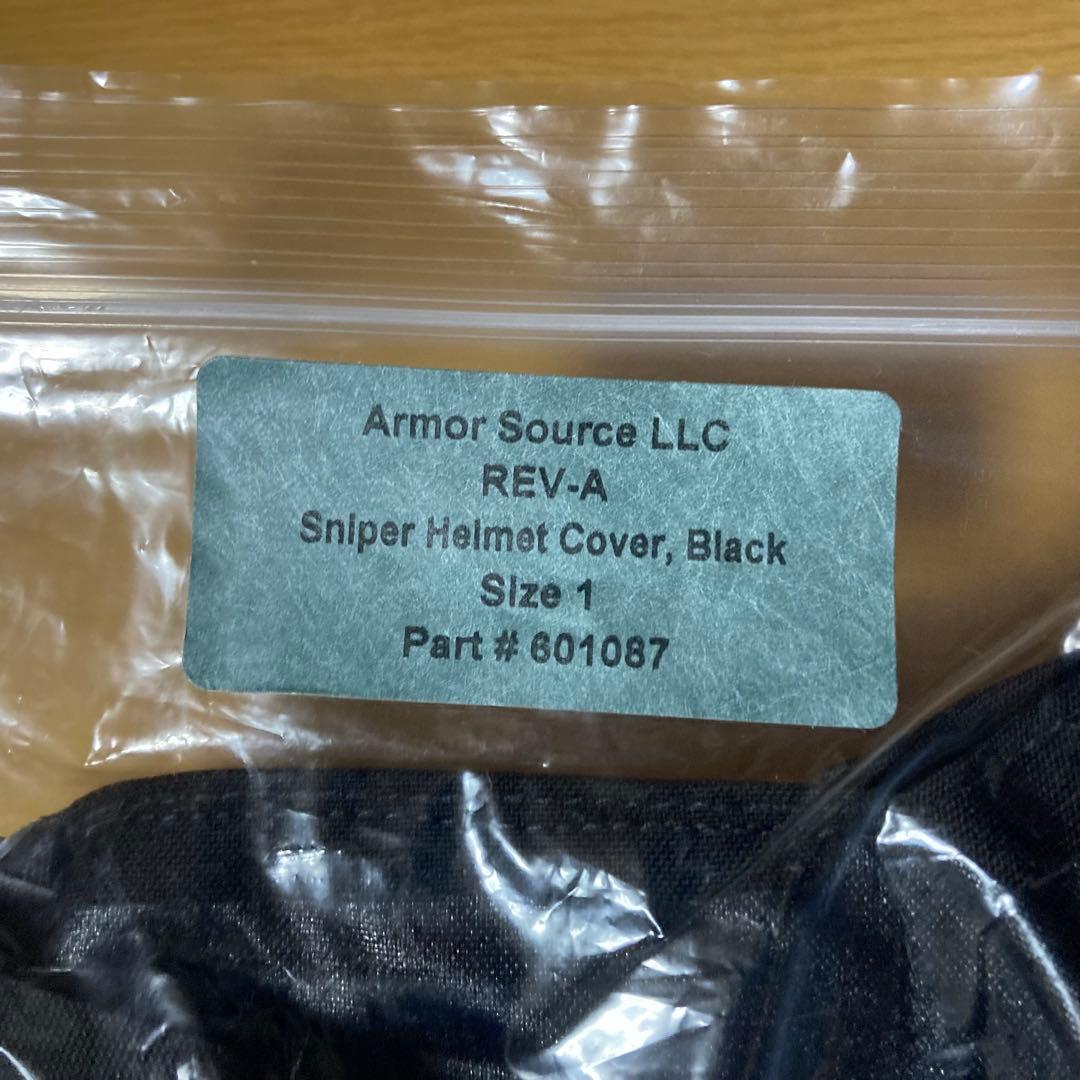 Armor Source LLC
REV-A
Sniper Helmet Cover, Black
Size 1
Part # 601087